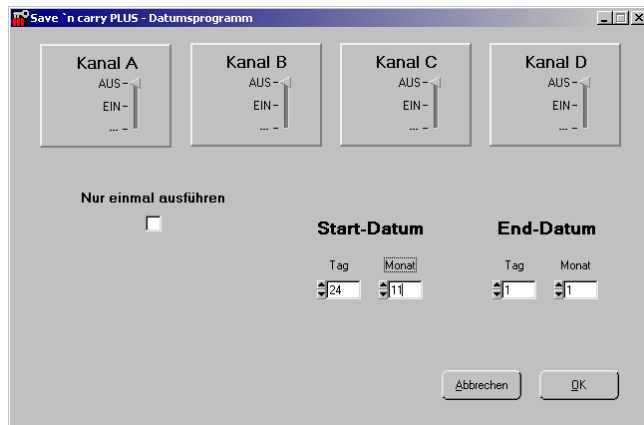 Save `n carry PLUS - Datumsprogramm
Kanal A
AUS
EIN
...
Kanal B
AUS
EIN
...
Kanal C
AUS
EIN
...
Kanal D
AUS
EIN
...
Nur einmal ausführen
Start-Datum
Tag Monat
24 11
End-Datum
Tag Monat
1 1
Abbrechen OK